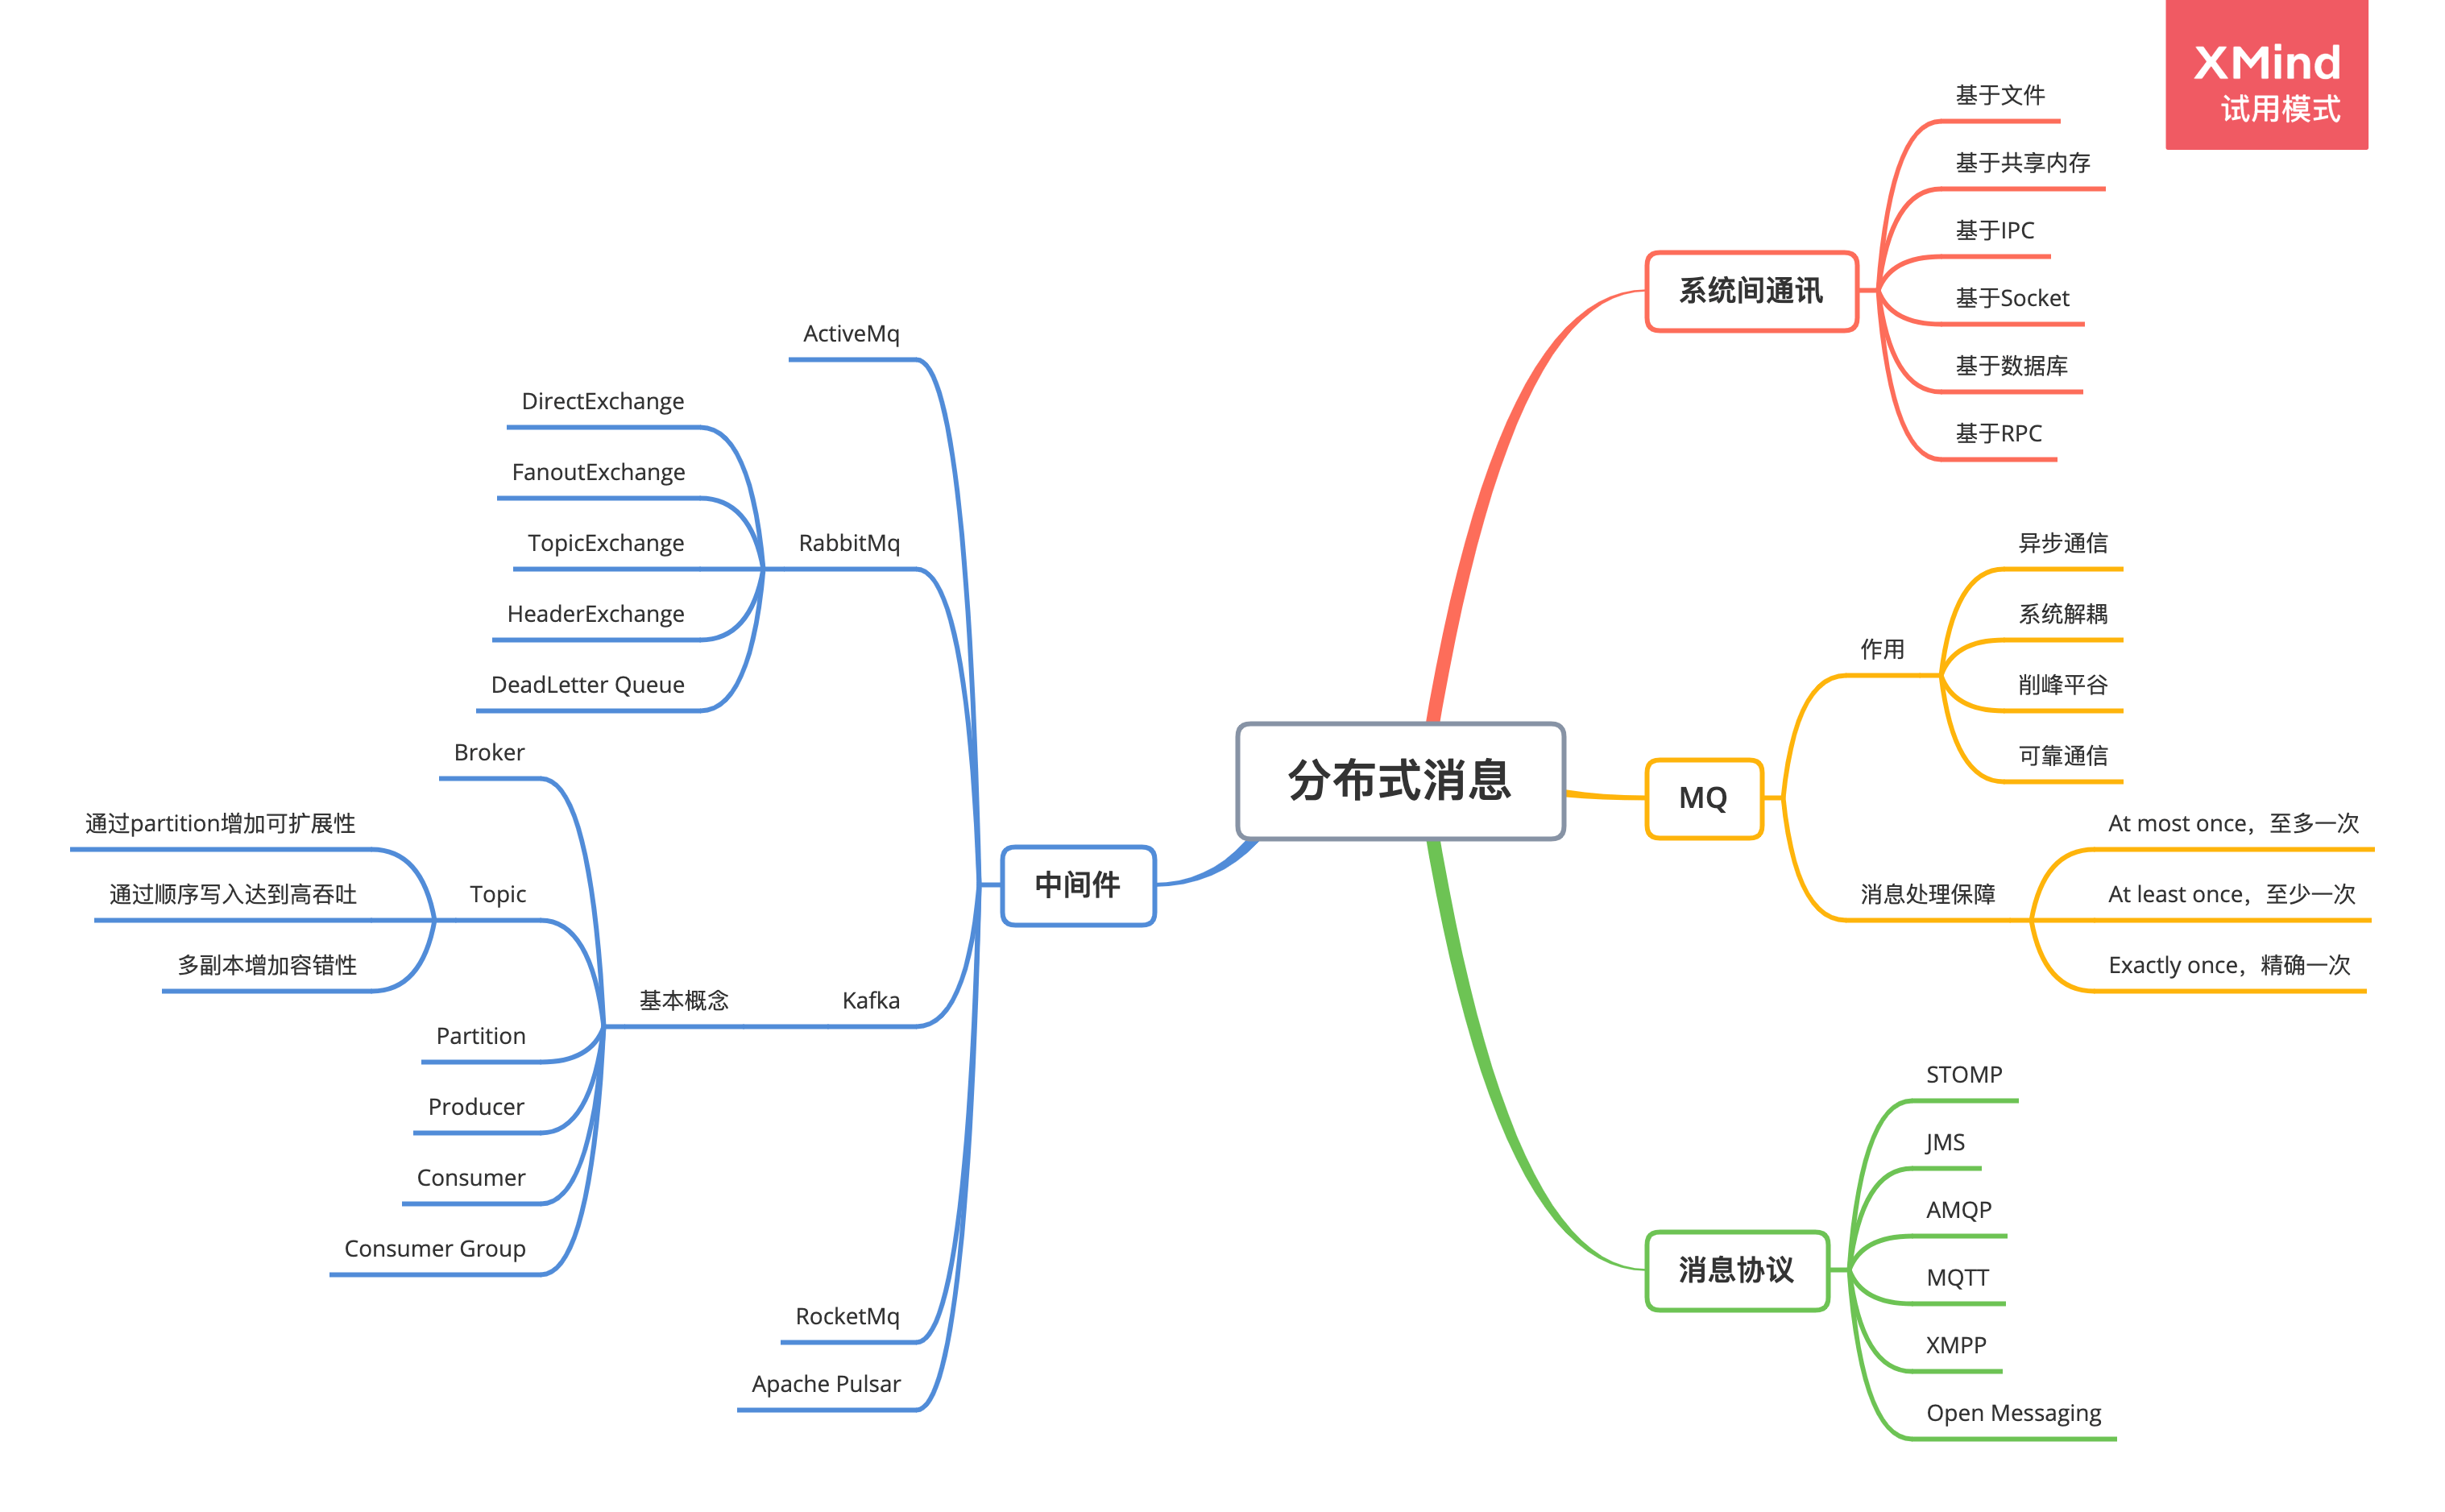 XMind
试用模式
分布式消息
系统间通讯
基于文件
基于共享内存
基于IPC
基于Socket
基于数据库
基于RPC
MQ
作用
异步通信
系统解耦
削峰平谷
可靠通信
消息处理保障
At most once，至多一次
At least once，至少一次
Exactly once，精确一次
消息协议
STOMP
JMS
AMQP
MQTT
XMPP
Open Messaging
中间件
ActiveMq
RabbitMq
DirectExchange
FanoutExchange
TopicExchange
HeaderExchange
DeadLetter Queue
Kafka
基本概念
Broker
Topic
通过partition增加可扩展性
通过顺序写入达到高吞吐
多副本增加容错性
Partition
Producer
Consumer
Consumer Group
RocketMq
Apache Pulsar